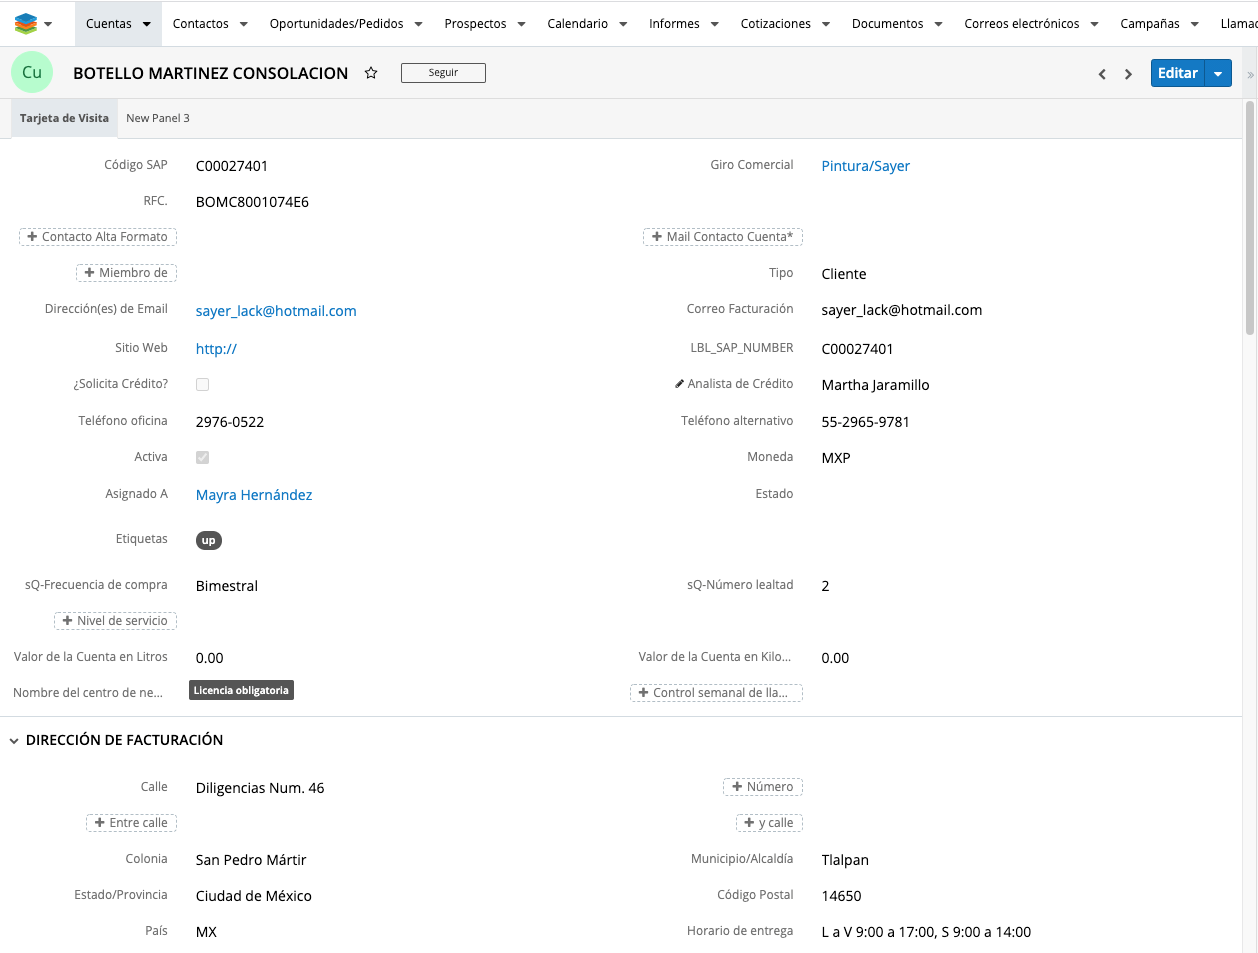 Cuentas Contactos Oportunidades/Pedidos Prospectos Calendario Informes Cotizaciones Documentos Correos electrónicos Campañas Llamac
Cu BOTELLO MARTINEZ CONSOLACION Seguir Editar
Tarjeta de Visita New Panel 3
Código SAP C00027401 Giro Comercial Pintura/Sayer
RFC. BOMC8001074E6
Contacto Alta Formato Mail Contacto Cuenta*
Miembro de Tipo Cliente
Dirección(es) de Email sayer_lack@hotmail.com Correo Facturación sayer_lack@hotmail.com
Sitio Web http:// LBL_SAP_NUMBER C00027401
¿Solicita Crédito? Analista de Crédito Martha Jaramillo
Teléfono oficina 2976-0522 Teléfono alternativo 55-2965-9781
Activa Moneda MXP
Asignado A Mayra Hernández Estado
Etiquetas up
sQ-Frecuencia de compra Bimestral sQ-Número lealtad 2
Nivel de servicio
Valor de la Cuenta en Litros 0.00 Valor de la Cuenta en Kilo... 0.00
Nombre del centro de ne... Licencia obligatoria Control semanal de lla...
DIRECCIÓN DE FACTURACIÓN
Calle Diligencias Num. 46 Número
Entre calle y calle
Colonia San Pedro Mártir Municipio/Alcaldía Tlalpan
Estado/Provincia Ciudad de México Código Postal 14650
País MX Horario de entrega L a V 9:00 a 17:00, S 9:00 a 14:00